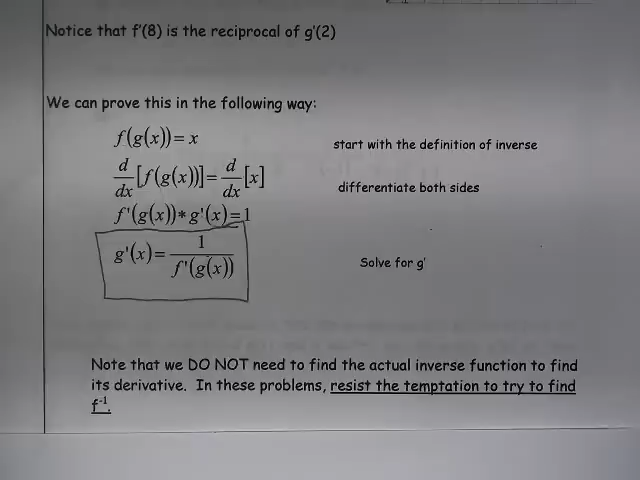 Notice that f'(8) is the reciprocal of g'(2)
We can prove this in the following way:
f(g(x))=x start with the definition of inverse
d/dx [f(g(x))]= d/dx [x] differentiate both sides
f'(g(x))*g'(x)=1
g'(x)= 1/f'(g(x)) Solve for g'
Note that we DO NOT need to find the actual inverse function to find
its derivative. In these problems, resist the temptation to try to find
f⁻¹.